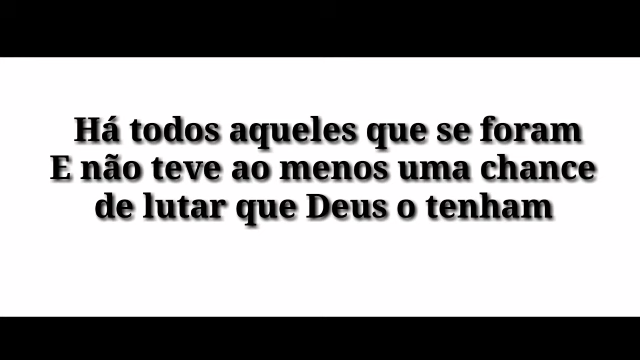 Há todos aqueles que se foram
E não teve ao menos uma chance
de lutar que Deus o tenham